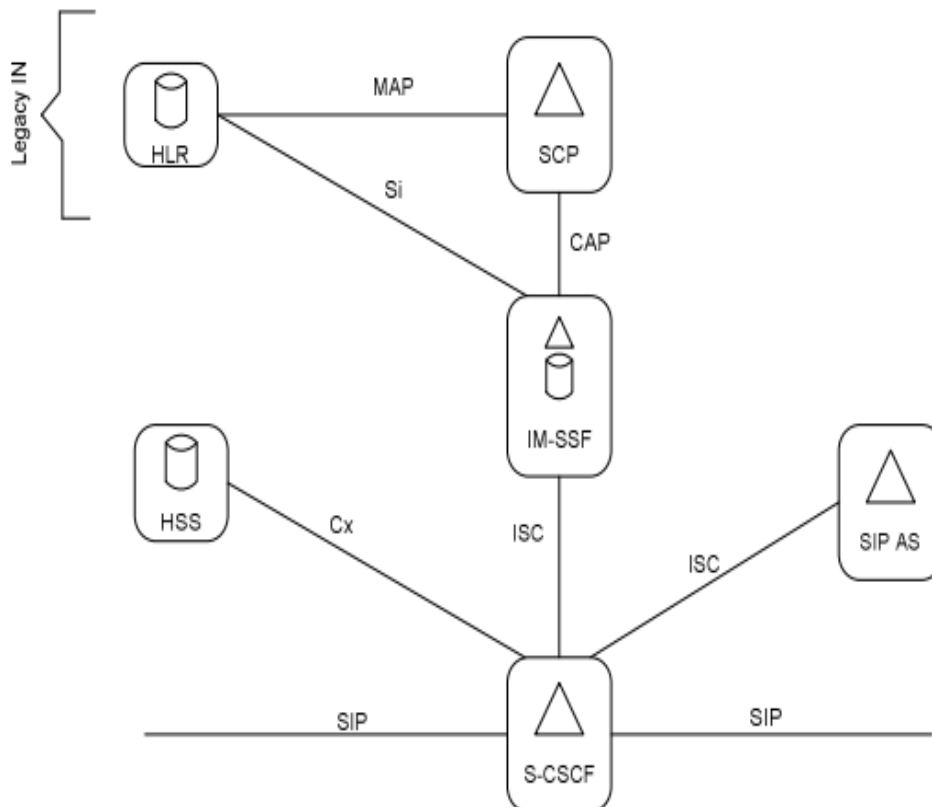 Legacy IN
MAP
HLR
SCP
Si
CAP
IM-SSF
HSS
Cx
ISC
ISC
SIP AS
SIP
SIP
S-CSCF